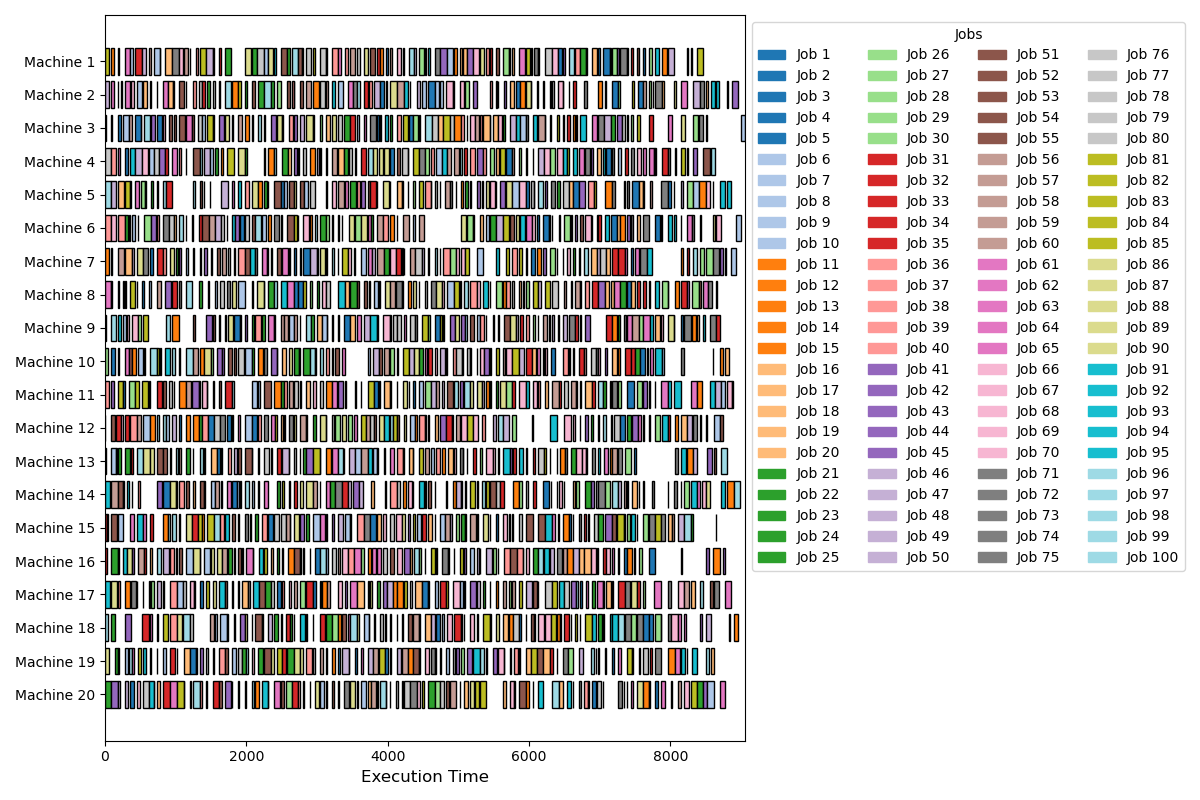 Machine 1
Machine 2
Machine 3
Machine 4
Machine 5
Machine 6
Machine 7
Machine 8
Machine 9
Machine 10
Machine 11
Machine 12
Machine 13
Machine 14
Machine 15
Machine 16
Machine 17
Machine 18
Machine 19
Machine 20
0 2000 4000 6000 8000
Execution Time
Jobs
Job 1 Job 26 Job 51 Job 76
Job 2 Job 27 Job 52 Job 77
Job 3 Job 28 Job 53 Job 78
Job 4 Job 29 Job 54 Job 79
Job 5 Job 30 Job 55 Job 80
Job 6 Job 31 Job 56 Job 81
Job 7 Job 32 Job 57 Job 82
Job 8 Job 33 Job 58 Job 83
Job 9 Job 34 Job 59 Job 84
Job 10 Job 35 Job 60 Job 85
Job 11 Job 36 Job 61 Job 86
Job 12 Job 37 Job 62 Job 87
Job 13 Job 38 Job 63 Job 88
Job 14 Job 39 Job 64 Job 89
Job 15 Job 40 Job 65 Job 90
Job 16 Job 41 Job 66 Job 91
Job 17 Job 42 Job 67 Job 92
Job 18 Job 43 Job 68 Job 93
Job 19 Job 44 Job 69 Job 94
Job 20 Job 45 Job 70 Job 95
Job 21 Job 46 Job 71 Job 96
Job 22 Job 47 Job 72 Job 97
Job 23 Job 48 Job 73 Job 98
Job 24 Job 49 Job 74 Job 99
Job 25 Job 50 Job 75 Job 100